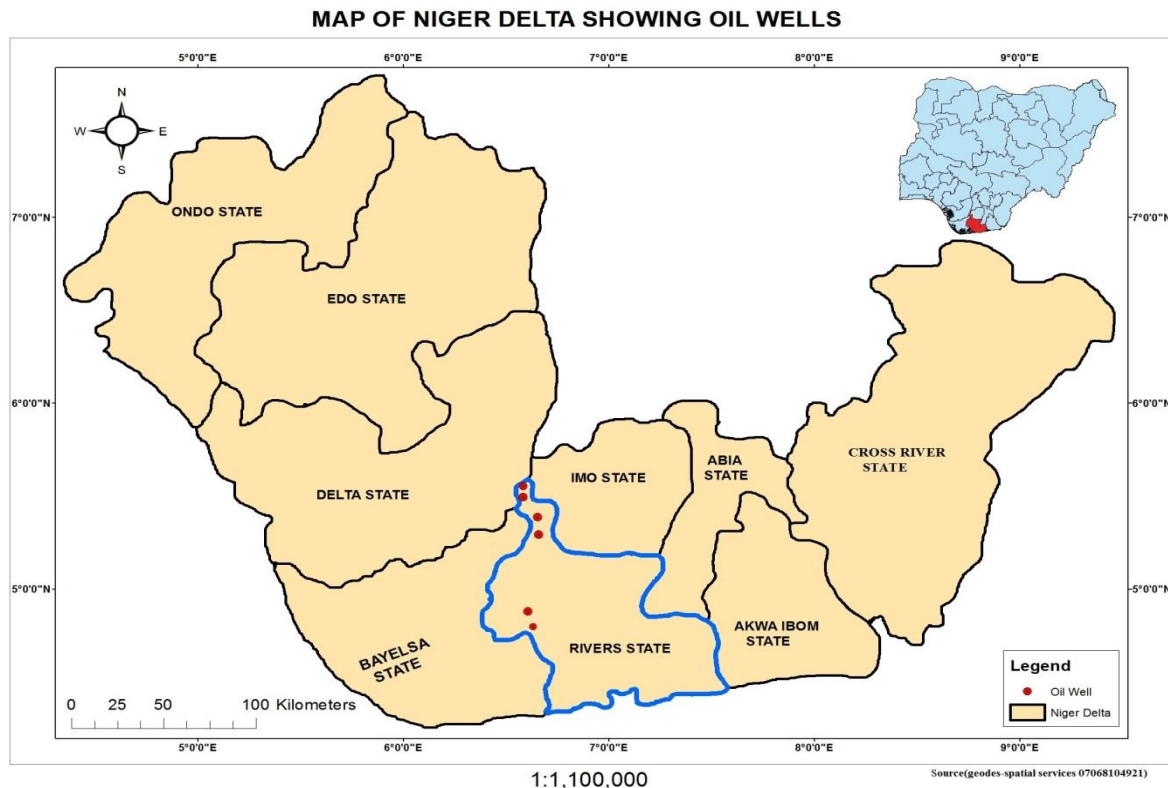 MAP OF NIGER DELTA SHOWING OIL WELLS
5°0'0"E 6°0'0"E 7°0'0"E 8°0'0"E 9°0'0"E
N
W E
S
7°0'0"N 7°0'0"N
ONDO STATE
EDO STATE
6°0'0"N 6°0'0"N
CROSS RIVER
STATE
ABIA
STATE
IMO STATE
DELTA STATE
5°0'0"N 5°0'0"N
AKWA IBOM
STATE
RIVERS STATE
BAYELSA
STATE
Legend
Oil Well
Niger Delta
0 25 50 100 Kilometers
5°0'0"E 6°0'0"E 7°0'0"E 8°0'0"E 9°0'0"E
1:1,100,000
Source(geodes-spatial services 07068104921)